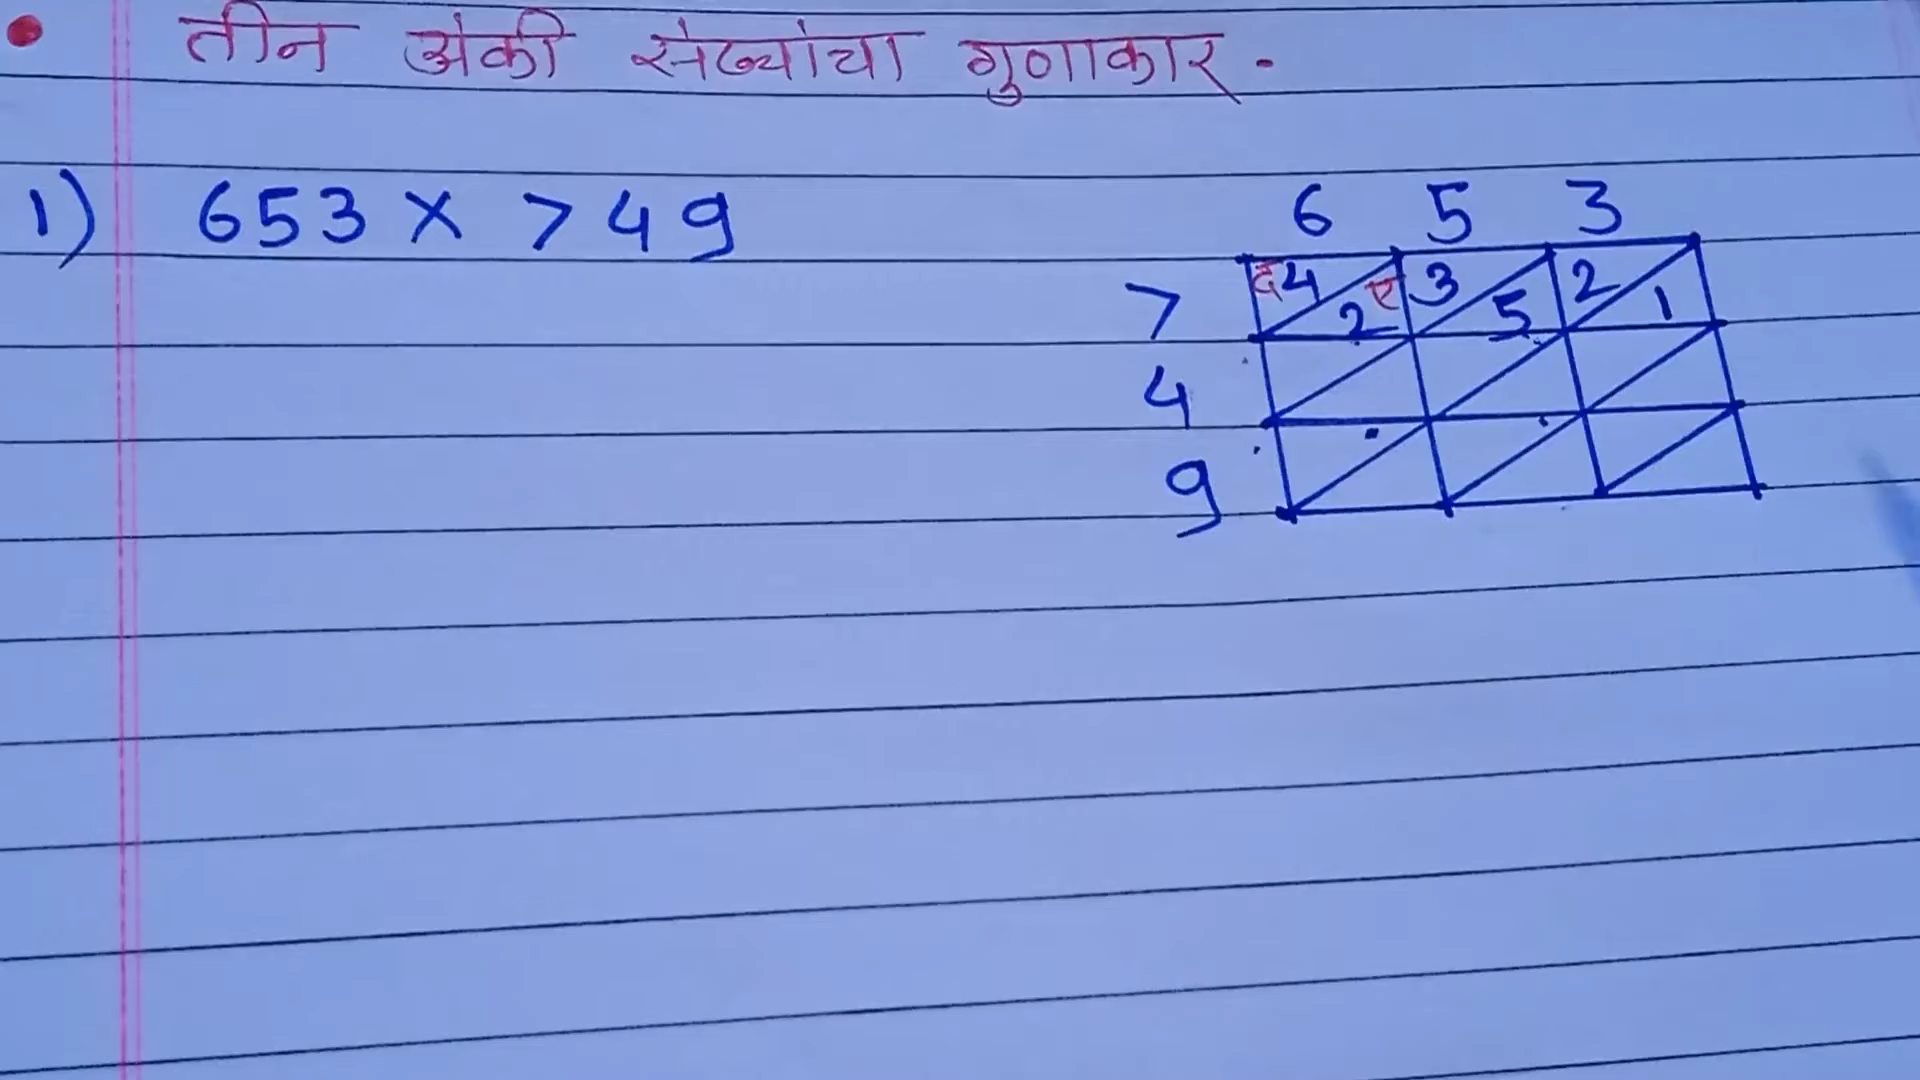 • तीन अंकी संख्यांचा गुणाकार.
1) 653 x 749
6 5 3
7 द 4 2 ए 3 5 2 1
4
9